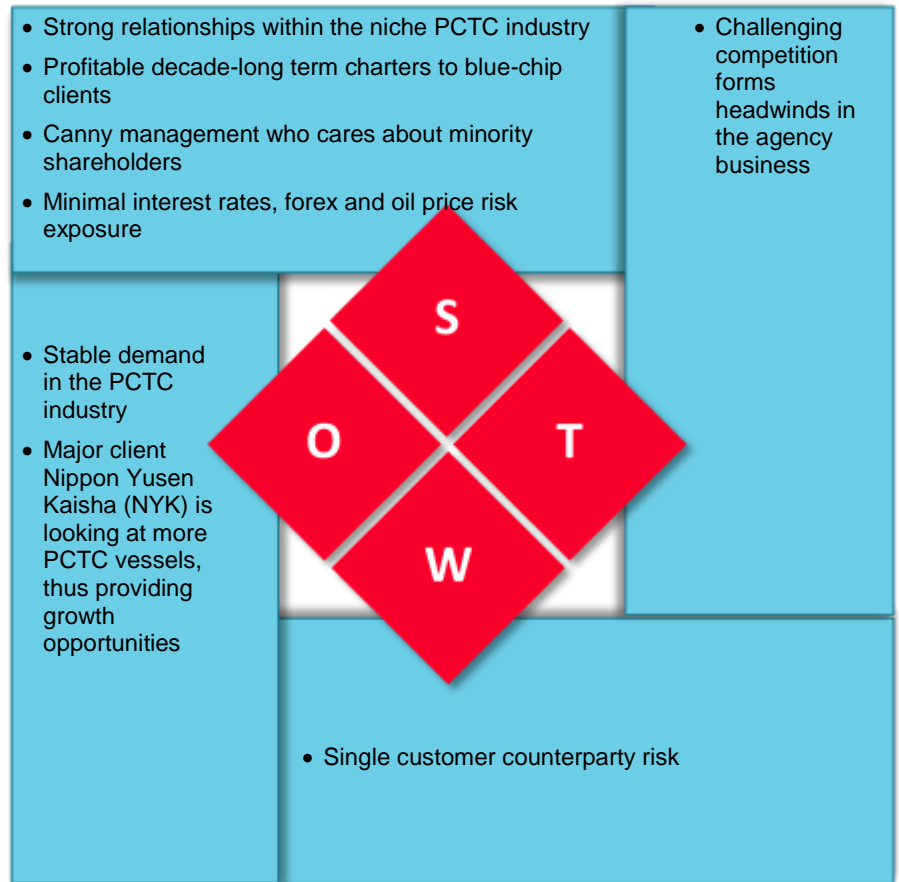 • Strong relationships within the niche PCTC industry
• Profitable decade-long term charters to blue-chip
clients
• Canny management who cares about minority
shareholders
• Minimal interest rates, forex and oil price risk
exposure
• Challenging
competition
forms
headwinds in
the agency
business
S
• Stable demand
in the PCTC
industry
• Major client
Nippon Yusen
Kaisha (NYK) is
looking at more
PCTC vessels,
thus providing
growth
opportunities
O
T
W
• Single customer counterparty risk